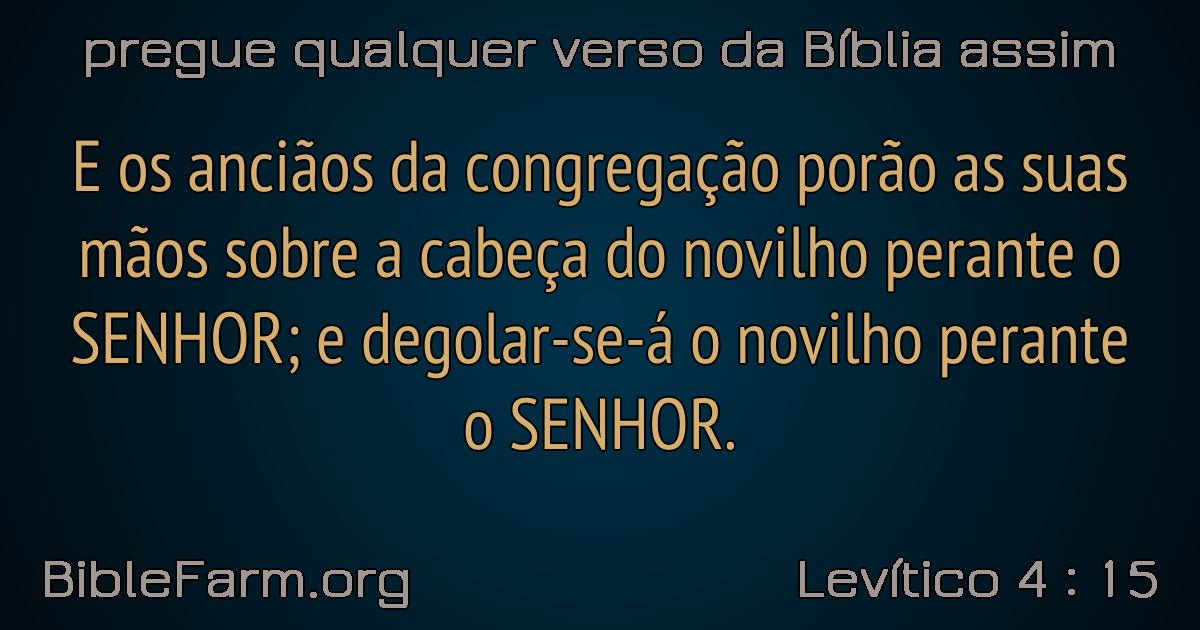 pregue qualquer verso da Bíblia assim
E os anciãos da congregação porão as suas
mãos sobre a cabeça do novilho perante o
SENHOR; e degolar-se-á o novilho perante
o SENHOR.
BibleFarm.org
Levítico 4 : 15